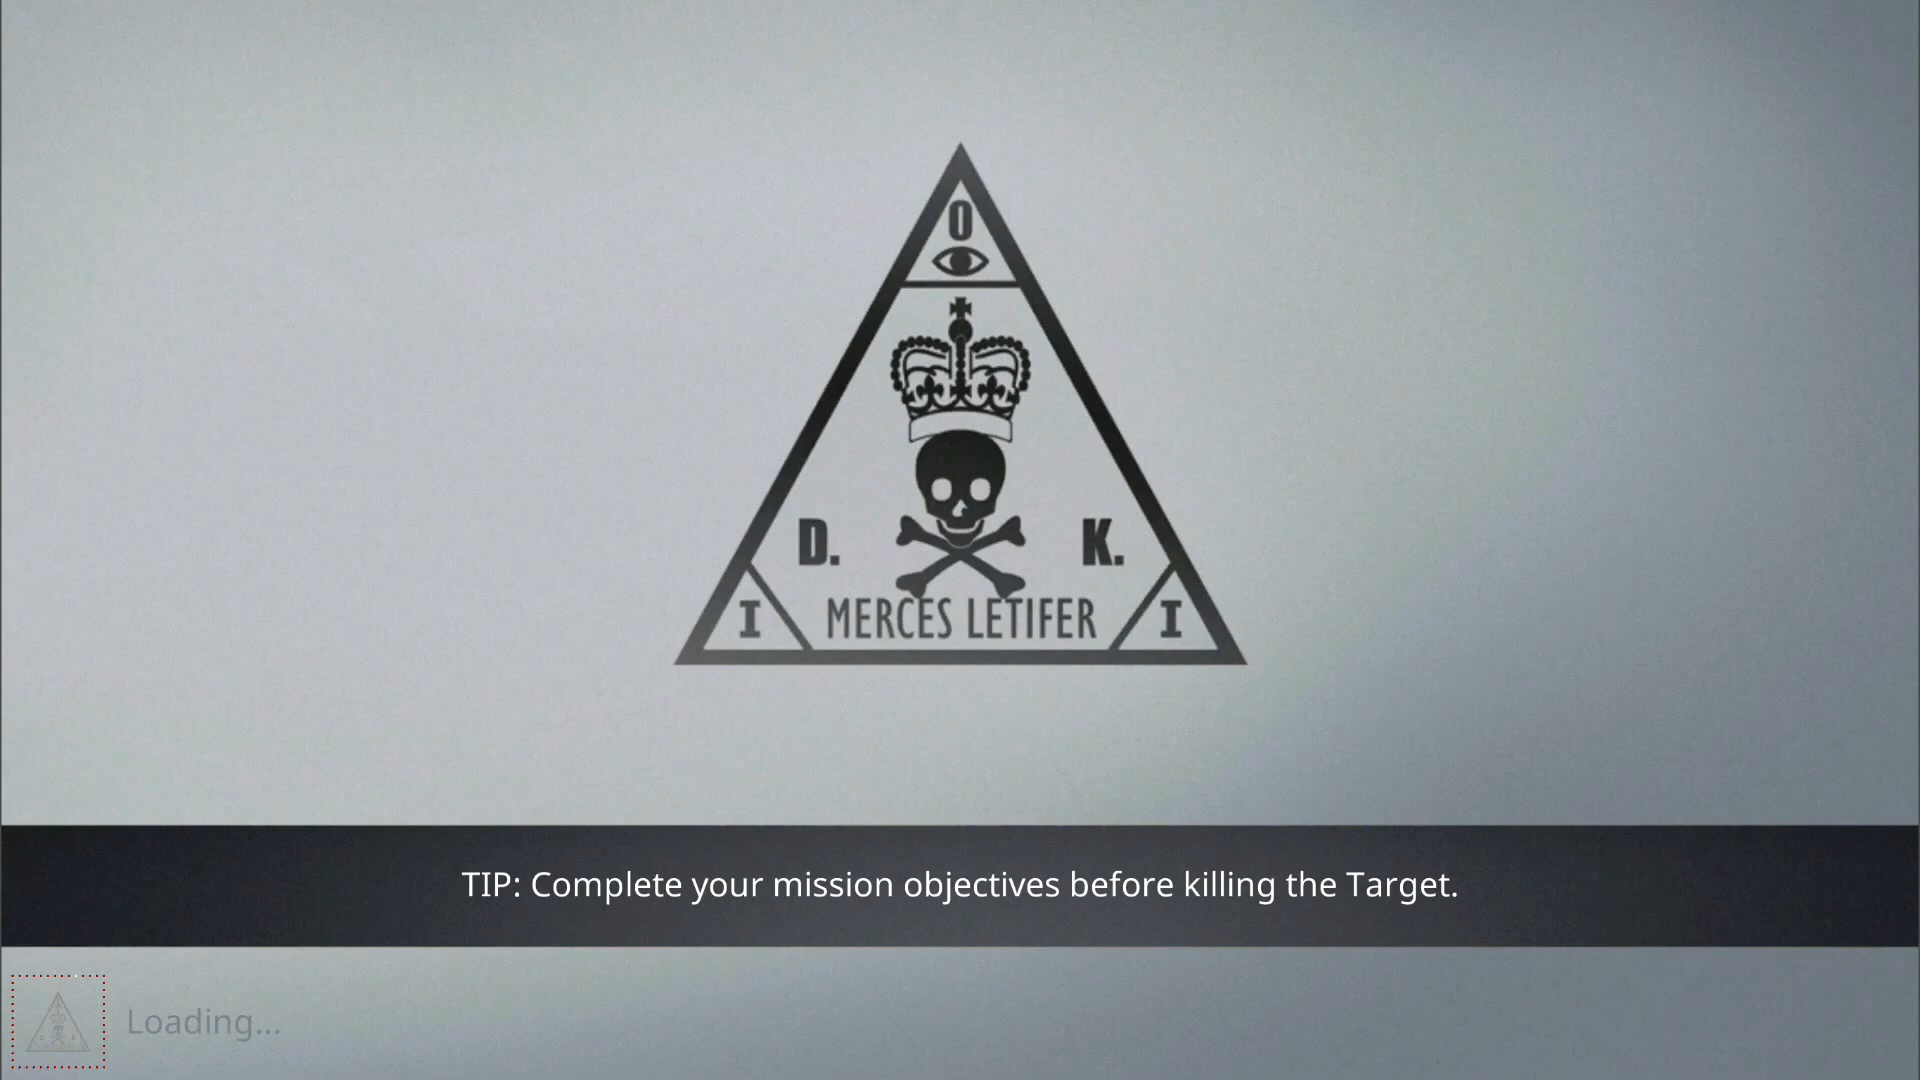 O
D. K.
I MERCES LETIFER I
TIP: Complete your mission objectives before killing the Target.
Loading...